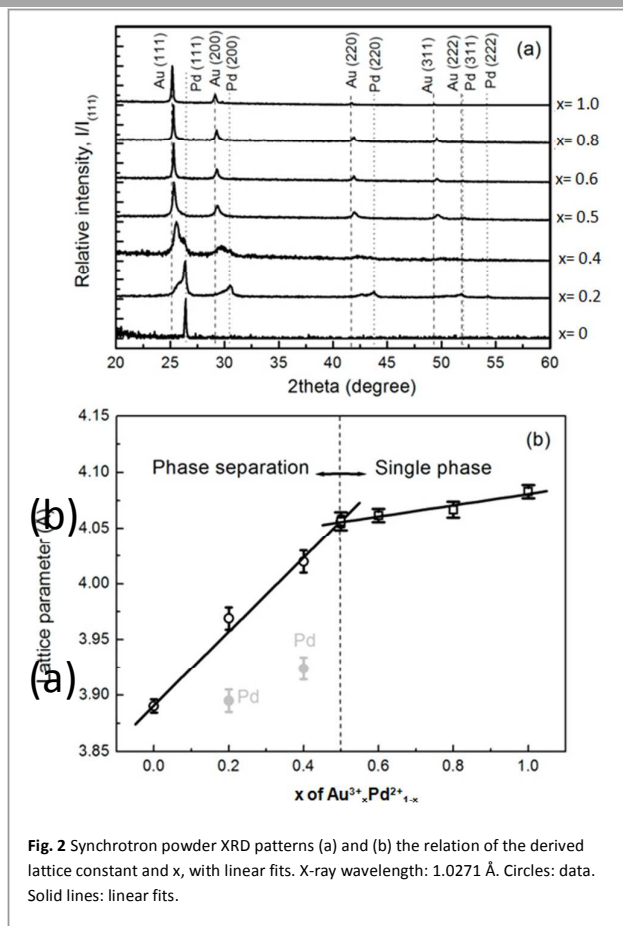 (a)
Au (111)
Pd (111)
Au (200)
Pd (200)
Au (220)
Pd (220)
Au (311)
Au (222)
Pd (311)
Pd (222)
Relative intensity, I/I(111)
x= 1.0
x= 0.8
x= 0.6
x= 0.5
x= 0.4
x= 0.2
x= 0
20 25 30 35 40 45 50 55 60
2theta (degree)
(b)
Phase separation Single phase
4.15
4.10
4.05
4.00
3.95
3.90
3.85
(b)
Lattice parameter (Å)
(a)
Pd
Pd
0.0 0.2 0.4 0.6 0.8 1.0
x of Au³⁺ₓPd²⁺₁₋ₓ
Fig. 2 Synchrotron powder XRD patterns (a) and (b) the relation of the derived
lattice constant and x, with linear fits. X-ray wavelength: 1.0271 Å. Circles: data.
Solid lines: linear fits.